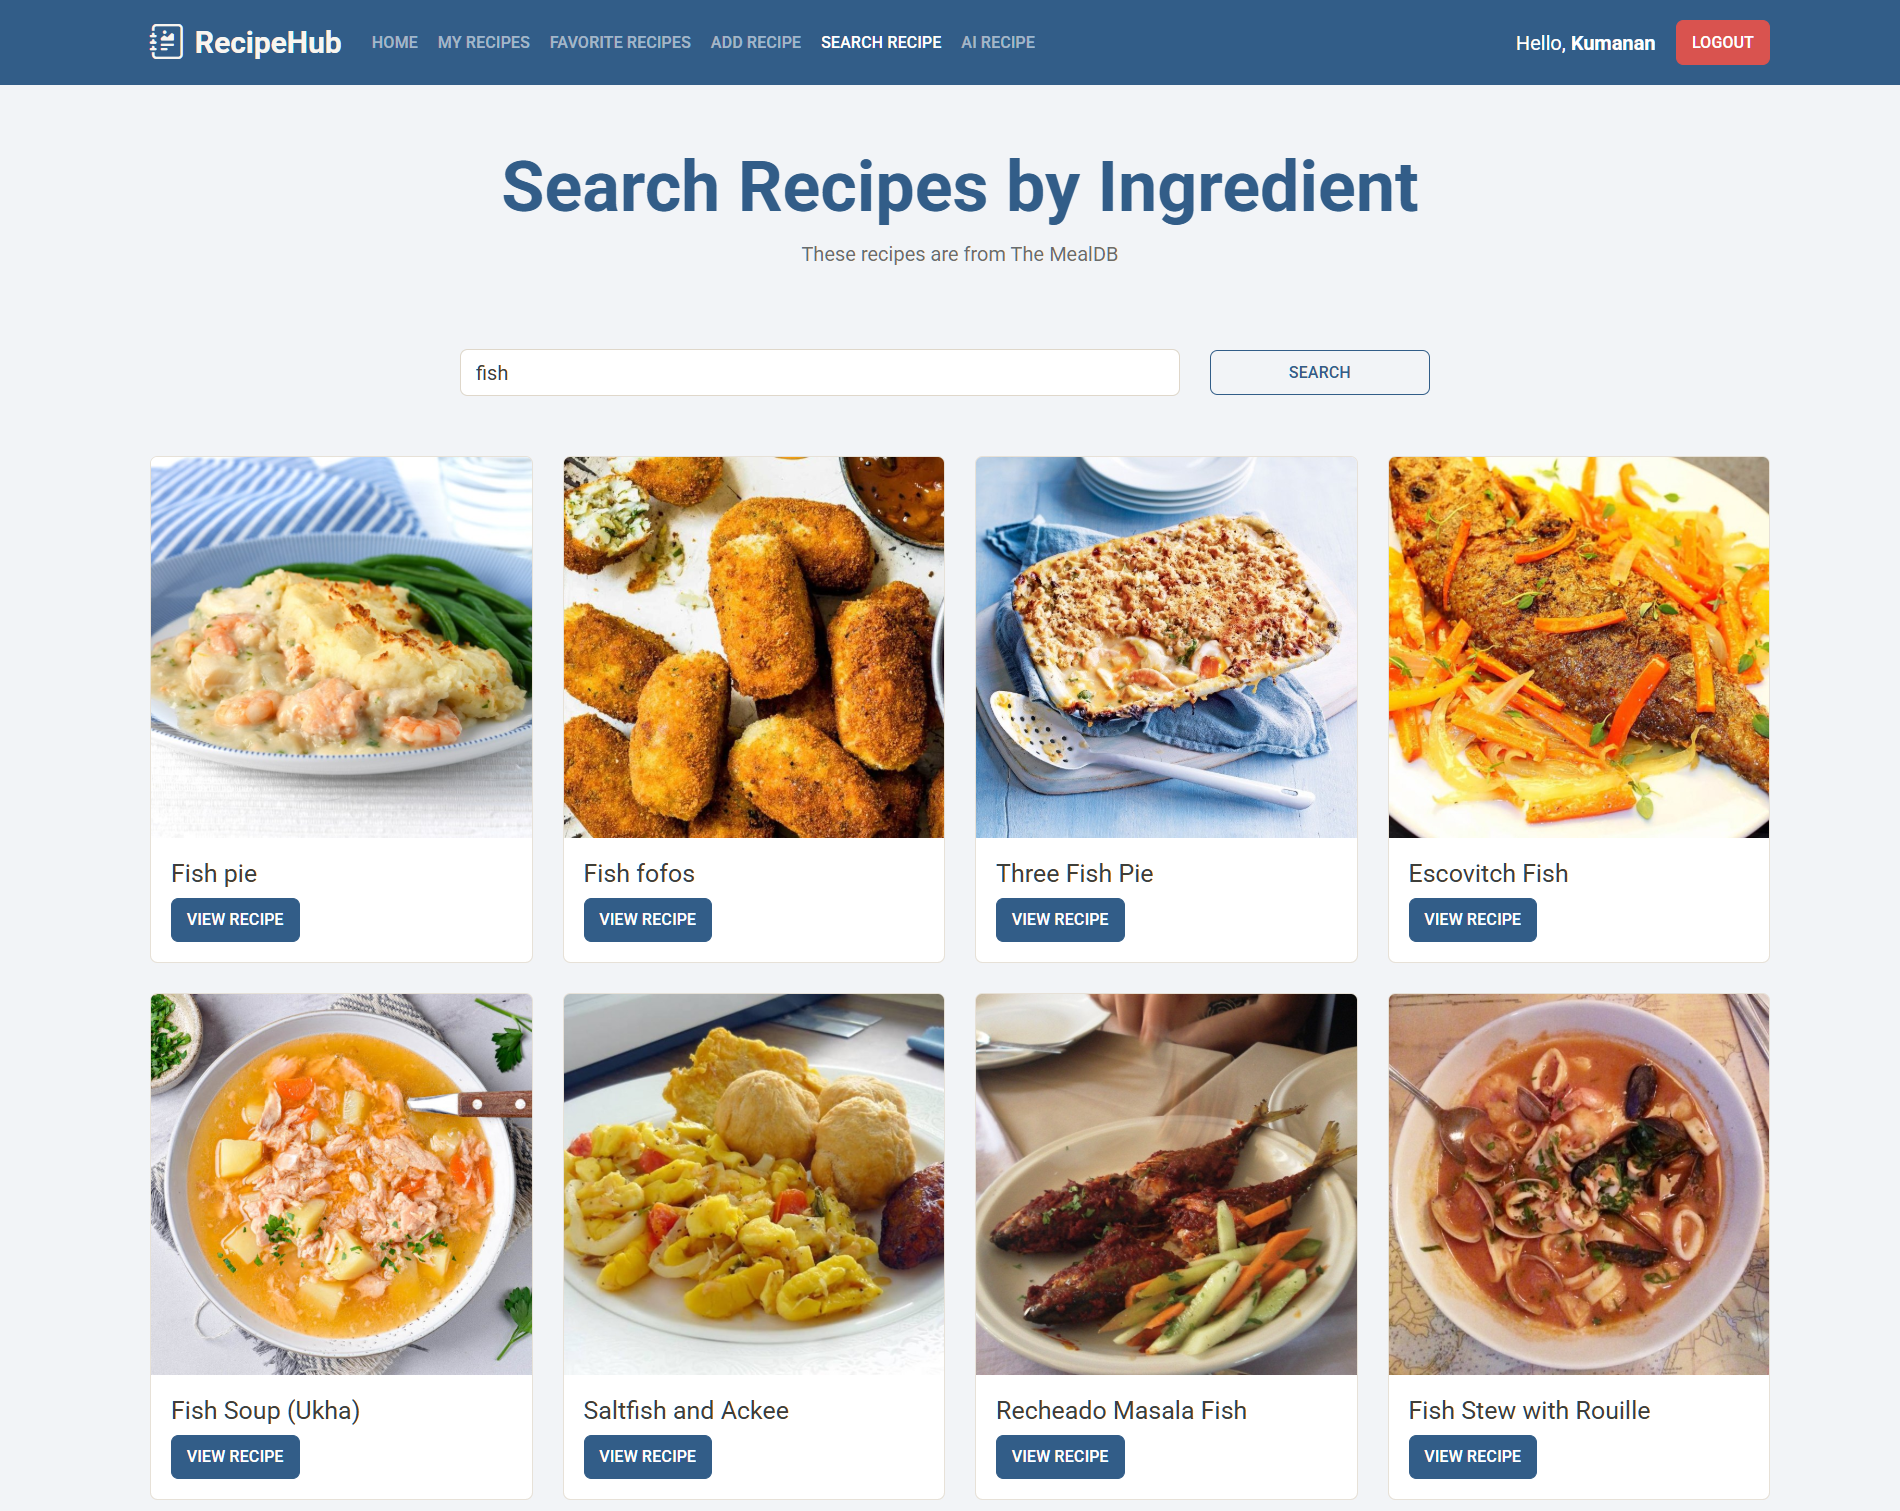 RecipeHub HOME MY RECIPES FAVORITE RECIPES ADD RECIPE SEARCH RECIPE AI RECIPE Hello, Kumanan LOGOUT
Search Recipes by Ingredient
These recipes are from The MealDB
fish SEARCH
Fish pie Fish fofos Three Fish Pie Escovitch Fish
VIEW RECIPE VIEW RECIPE VIEW RECIPE VIEW RECIPE
Fish Soup (Ukha) Saltfish and Ackee Recheado Masala Fish Fish Stew with Rouille
VIEW RECIPE VIEW RECIPE VIEW RECIPE VIEW RECIPE